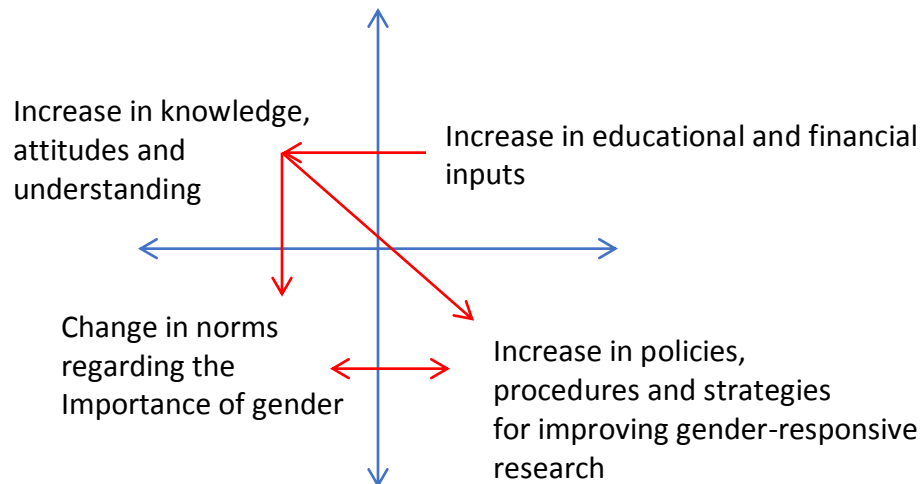 Increase in knowledge,
attitudes and
understanding
Increase in educational and financial
inputs
Change in norms
regarding the
Importance of gender
Increase in policies,
procedures and strategies
for improving gender-responsive
research